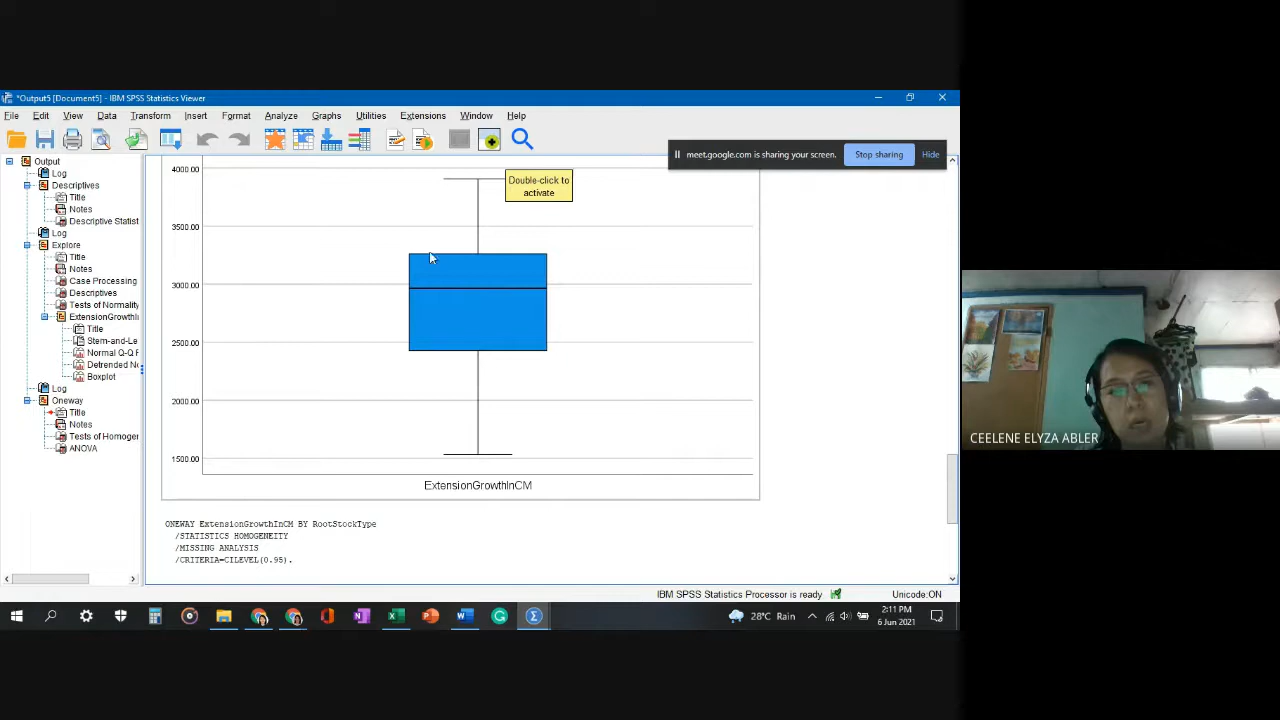 *Output5 [Document5] - IBM SPSS Statistics Viewer
File Edit View Data Transform Insert Format Analyze Graphs Utilities Extensions Window Help
meet.google.com is sharing your screen. Stop sharing Hide
Output
Log
Descriptives
Title
Notes
Descriptive Statist
Log
Explore
Title
Notes
Case Processing
Descriptives
Tests of Normality
ExtensionGrowthI
Title
Stem-and-Le
Normal Q-Q
Detrended No
Boxplot
Log
Oneway
Title
Notes
Tests of Homoger
ANOVA
4000.00
3500.00
3000.00
2500.00
2000.00
1500.00
Double-click to
activate
ExtensionGrowthInCM
ONEWAY ExtensionGrowthInCM BY RootStockType
/STATISTICS HOMOGENEITY
/MISSING ANALYSIS
/CRITERIA=CILEVEL(0.95).
IBM SPSS Statistics Processor is ready Unicode:ON
28°C Rain
2:11 PM
6 Jun 2021
CEELENE ELYZA ABLER